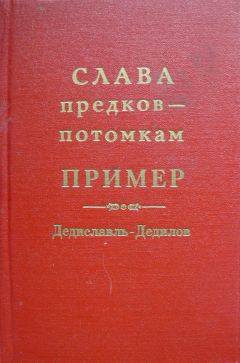 СЛАВА
предков—
потомкам
ПРИМЕР
Дедиславль-Дедилов